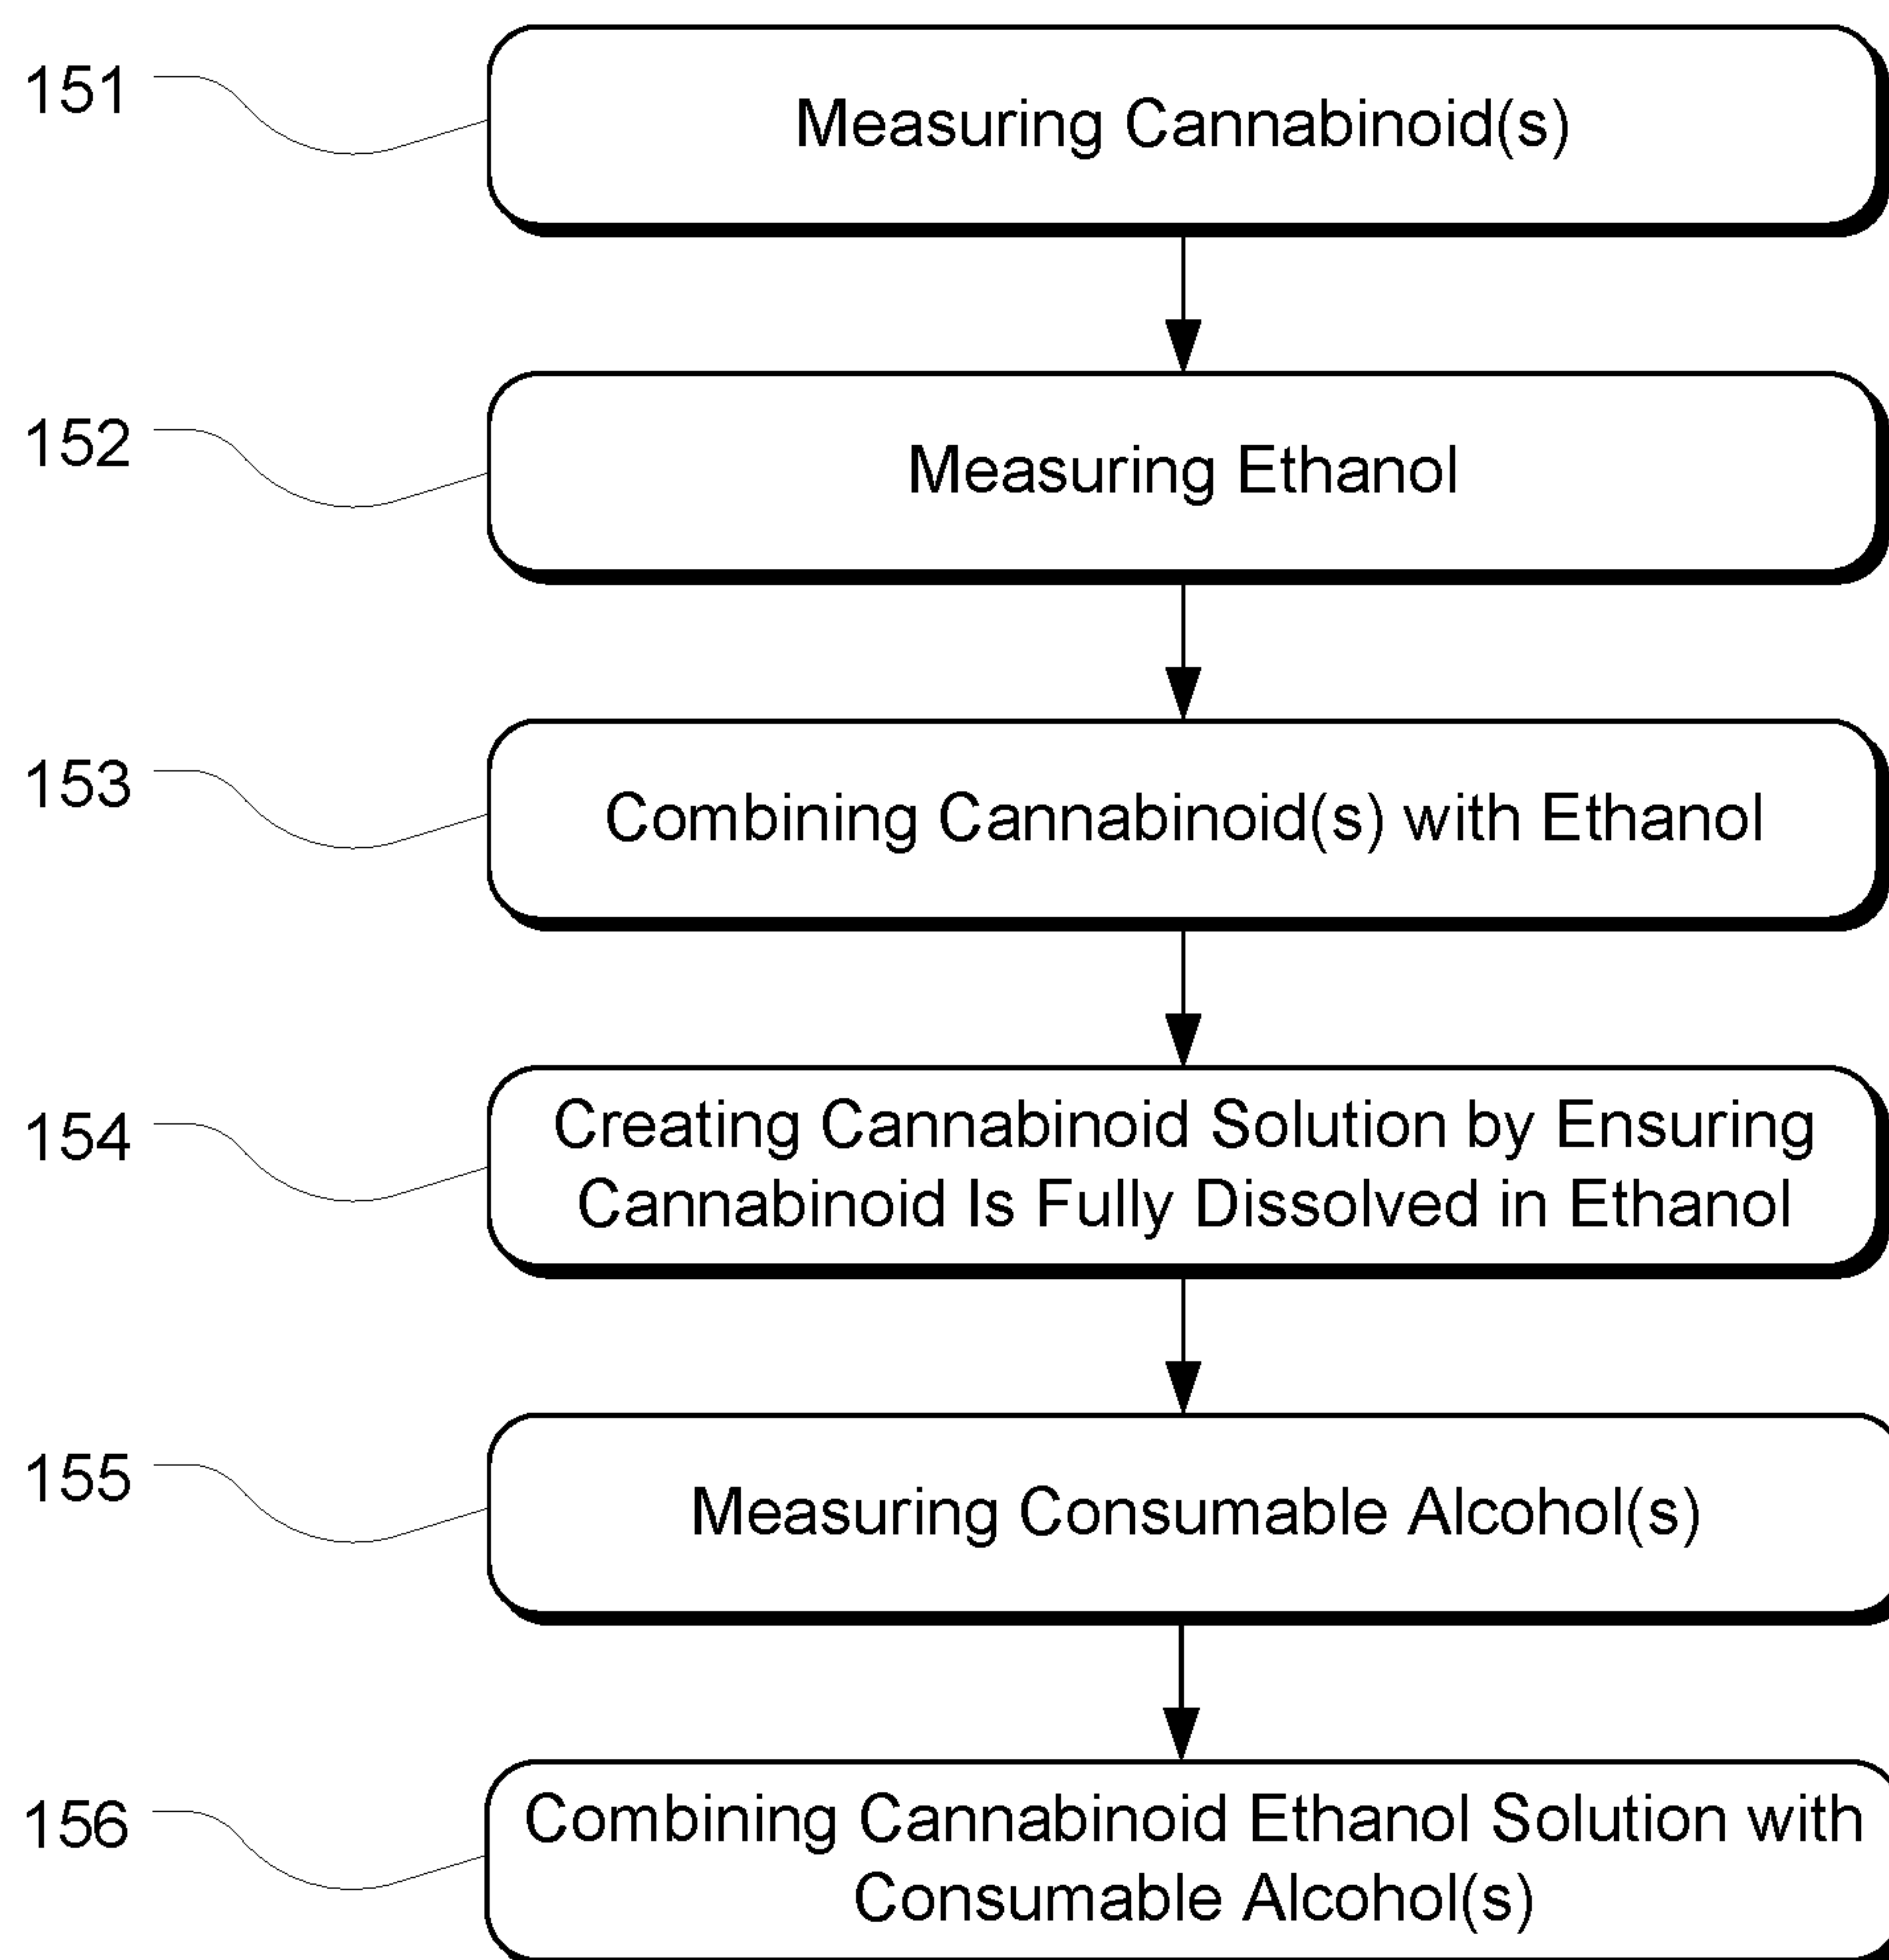 151
Measuring Cannabinoid(s)
152
Measuring Ethanol
153
Combining Cannabinoid(s) with Ethanol
154
Creating Cannabinoid Solution by Ensuring
Cannabinoid Is Fully Dissolved in Ethanol
155
Measuring Consumable Alcohol(s)
156
Combining Cannabinoid Ethanol Solution with
Consumable Alcohol(s)